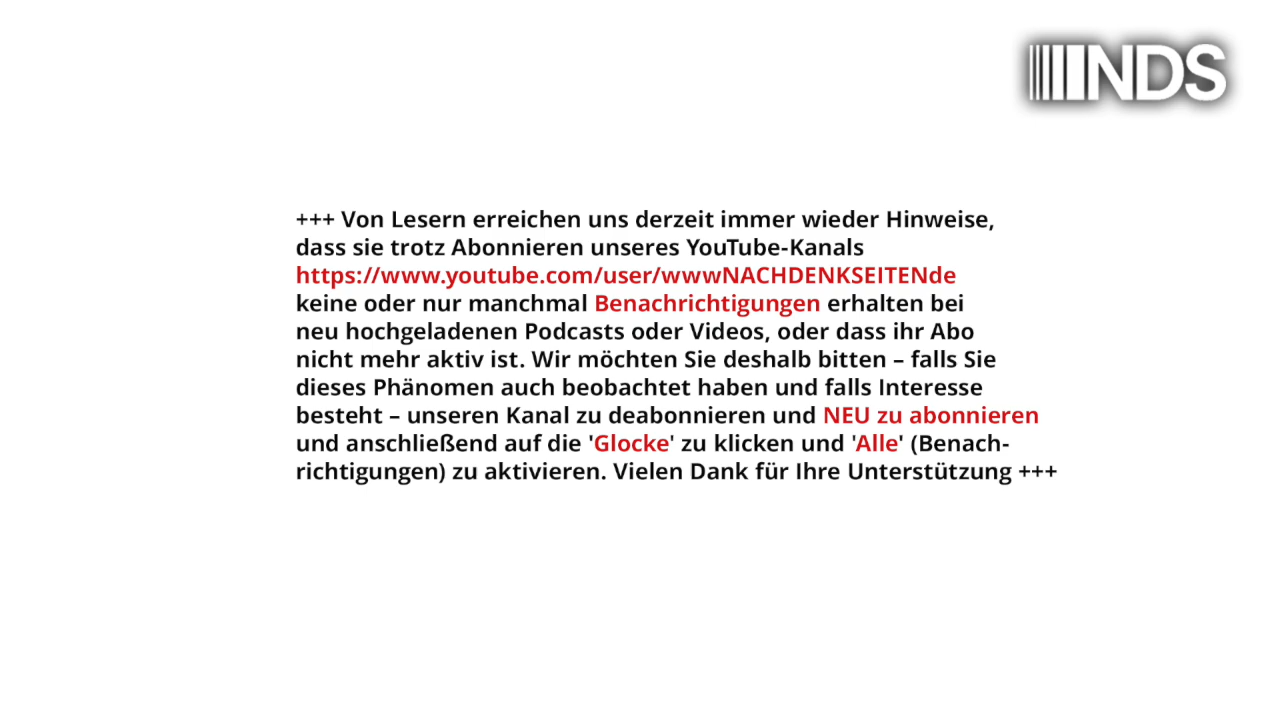 NDS
+++ Von Lesern erreichen uns derzeit immer wieder Hinweise,
dass sie trotz Abonnieren unseres YouTube-Kanals
https://www.youtube.com/user/wwwNACHDENKSEITENde
keine oder nur manchmal Benachrichtigungen erhalten bei
neu hochgeladenen Podcasts oder Videos, oder dass ihr Abo
nicht mehr aktiv ist. Wir möchten Sie deshalb bitten – falls Sie
dieses Phänomen auch beobachtet haben und falls Interesse
besteht – unseren Kanal zu deabonnieren und NEU zu abonnieren
und anschließend auf die 'Glocke' zu klicken und 'Alle' (Benach-
richtigungen) zu aktivieren. Vielen Dank für Ihre Unterstützung +++